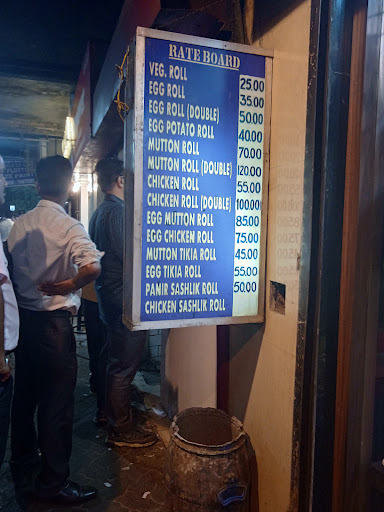 RATE BOARD
VEG. ROLL 25.00
EGG ROLL 35.00
EGG ROLL (DOUBLE) 50.00
EGG POTATO ROLL 40.00
MUTTON ROLL 70.00
MUTTON ROLL (DOUBLE) 120.00
CHICKEN ROLL 55.00
CHICKEN ROLL (DOUBLE) 100.00
EGG MUTTON ROLL 85.00
EGG CHICKEN ROLL 75.00
MUTTON TIKIA ROLL 45.00
EGG TIKIA ROLL 55.00
PANIR SASHLIK ROLL 50.00
CHICKEN SASHLIK ROLL